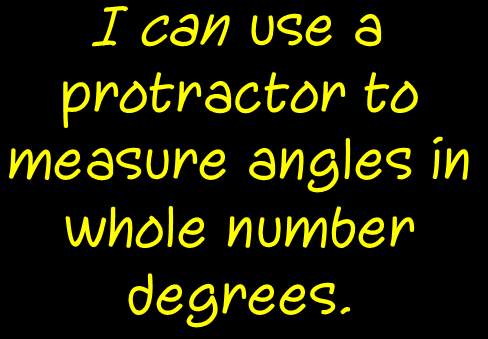 I can use a
protractor to
measure angles in
whole number
degrees.